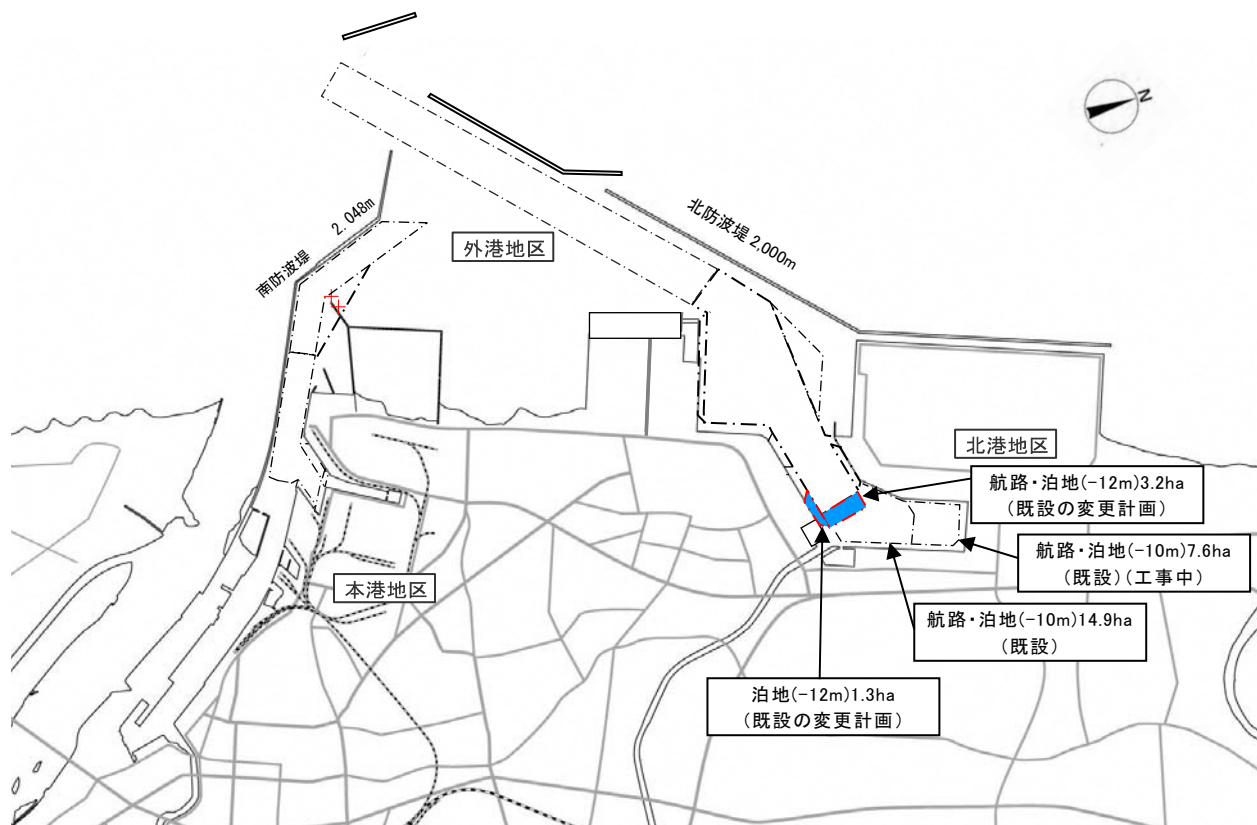 N
北防波堤 2,000m
南防波堤 2.048m
外港地区
北港地区
航路・泊地(-12m)3.2ha
(既設の変更計画)
航路・泊地(-10m)7.6ha
(既設)(工事中)
本港地区
航路・泊地(-10m)14.9ha
(既設)
泊地(-12m)1.3ha
(既設の変更計画)